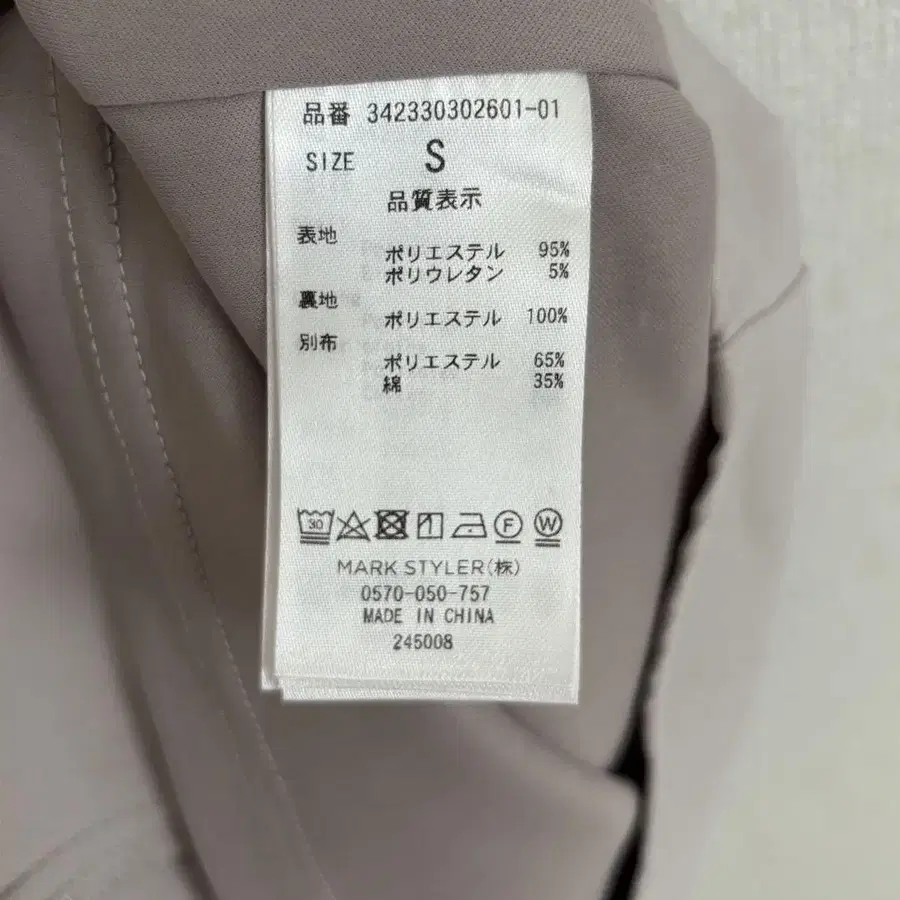 品番 342330302601-01
SIZE S
品質表示
表地
ポリエステル 95%
ポリウレタン 5%
裏地
ポリエステル 100%
別布
ポリエステル 65%
綿 35%
30 F W
MARK STYLER(株)
0570-050-757
MADE IN CHINA
245008